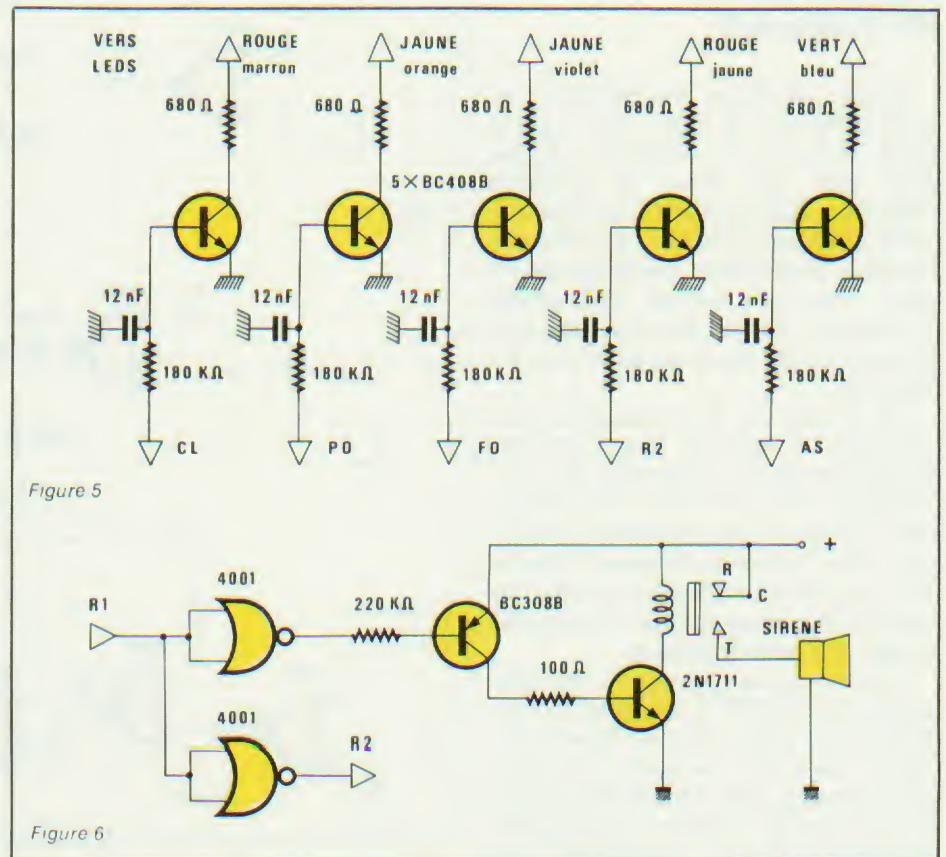 VERS LEDS
ROUGE marron
JAUNE orange
JAUNE violet
ROUGE jaune
VERT bleu
680 Ω 680 Ω 680 Ω 680 Ω 680 Ω
5×BC408B
12 nF 12 nF 12 nF 12 nF 12 nF
180 KΩ 180 KΩ 180 KΩ 180 KΩ 180 KΩ
CL PO FO R2 AS
Figure 5
4001
R1
220 KΩ
BC308B
+
R
C
SIRENE
T
100 Ω
2N1711
4001
R2
Figure 6